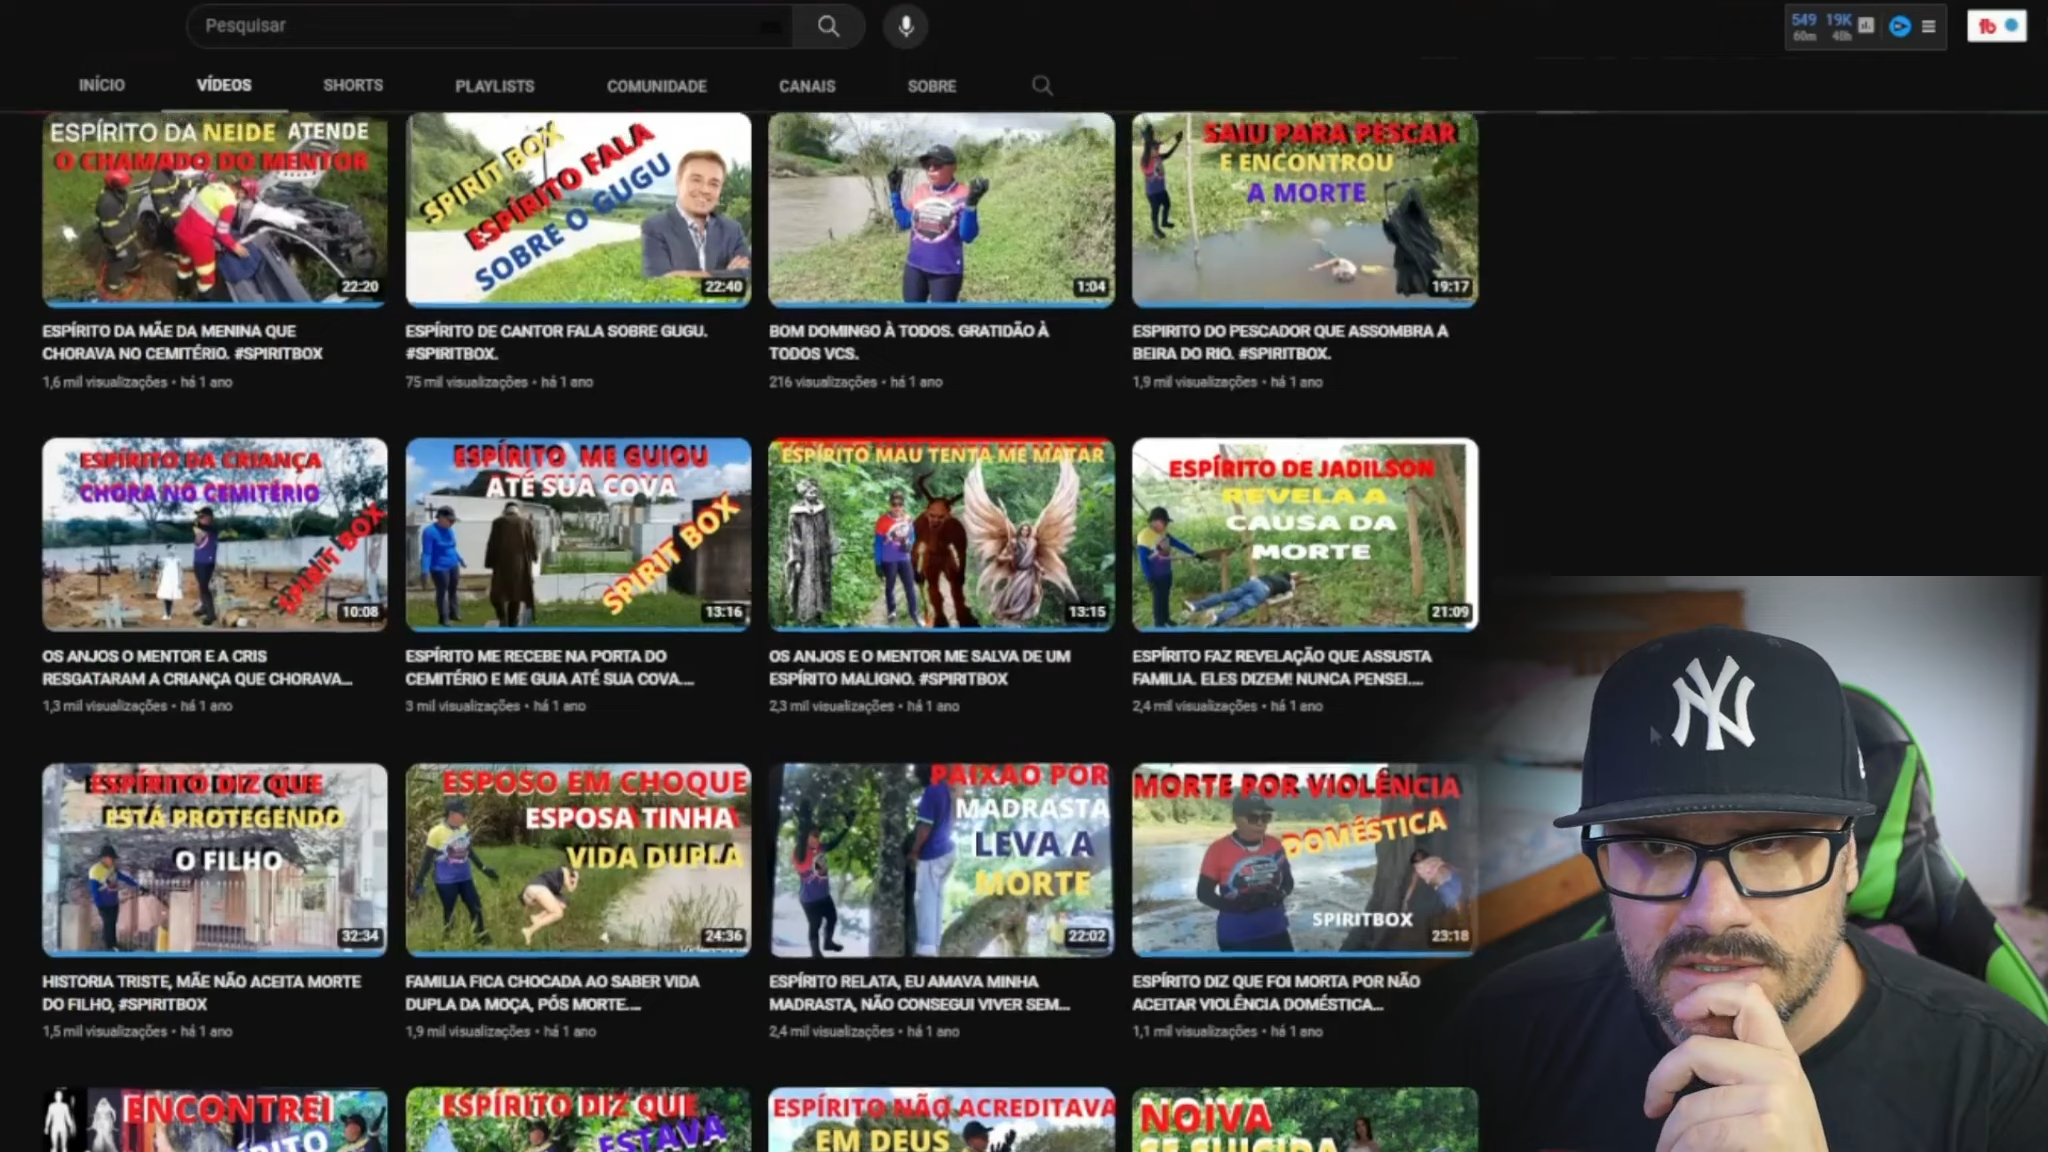 Pesquisar
549 19K
60m 48h
INÍCIO VÍDEOS SHORTS PLAYLISTS COMUNIDADE CANAIS SOBRE
ESPÍRITO DA NEIDE ATENDE
O CHAMADO DO MENTOR
22:20
SPIRIT BOX
ESPÍRITO FALA
SOBRE O GUGU
22:40
1:04
SAIU PARA PESCAR
E ENCONTROU
A MORTE
19:17
ESPÍRITO DA MÃE DA MENINA QUE
CHORAVA NO CEMITÉRIO. #SPIRITBOX
1,6 mil visualizações • há 1 ano
ESPÍRITO DE CANTOR FALA SOBRE GUGU.
#SPIRITBOX.
75 mil visualizações • há 1 ano
BOM DOMINGO À TODOS. GRATIDÃO À
TODOS VCS.
216 visualizações • há 1 ano
ESPIRITO DO PESCADOR QUE ASSOMBRA A
BEIRA DO RIO. #SPIRITBOX.
1,9 mil visualizações • há 1 ano
ESPÍRITO DA CRIANÇA
CHORA NO CEMITÉRIO
SPIRIT BOX
10:08
ESPÍRITO ME GUIOU
ATÉ SUA COVA
SPIRIT BOX
13:16
ESPÍRITO MAU TENTA ME MATAR
13:15
ESPÍRITO DE JADILSON
REVELA A
CAUSA DA
MORTE
21:09
OS ANJOS O MENTOR E A CRIS
RESGATARAM A CRIANÇA QUE CHORAVA...
1,3 mil visualizações • há 1 ano
ESPÍRITO ME RECEBE NA PORTA DO
CEMITÉRIO E ME GUIA ATÉ SUA COVA....
3 mil visualizações • há 1 ano
OS ANJOS E O MENTOR ME SALVA DE UM
ESPÍRITO MALIGNO. #SPIRITBOX
2,3 mil visualizações • há 1 ano
ESPÍRITO FAZ REVELAÇÃO QUE ASSUSTA
FAMILIA. ELES DIZEM! NUNCA PENSEI....
2,4 mil visualizações • há 1 ano
ESPÍRITO DIZ QUE
ESTÁ PROTEGENDO
O FILHO
32:34
ESPOSO EM CHOQUE
ESPOSA TINHA
VIDA DUPLA
24:36
PAIXAO POR
MADRASTA
LEVA A
MORTE
22:02
MORTE POR VIOLÊNCIA
DOMÉSTICA
SPIRITBOX
23:18
HISTORIA TRISTE, MÃE NÃO ACEITA MORTE
DO FILHO, #SPIRITBOX
1,5 mil visualizações • há 1 ano
FAMILIA FICA CHOCADA AO SABER VIDA
DUPLA DA MOÇA, PÓS MORTE....
1,9 mil visualizações • há 1 ano
ESPÍRITO RELATA, EU AMAVA MINHA
MADRASTA, NÃO CONSEGUI VIVER SEM...
2,4 mil visualizações • há 1 ano
ESPÍRITO DIZ QUE FOI MORTA POR NÃO
ACEITAR VIOLÊNCIA DOMÉSTICA...
1,1 mil visualizações • há 1 ano
ENCONTREI
ESPÍRITO DIZ QUE
ESTAVA
ESPÍRITO NÃO ACREDITAVA
EM DEUS
NOIVA
SE SUICIDA
NY